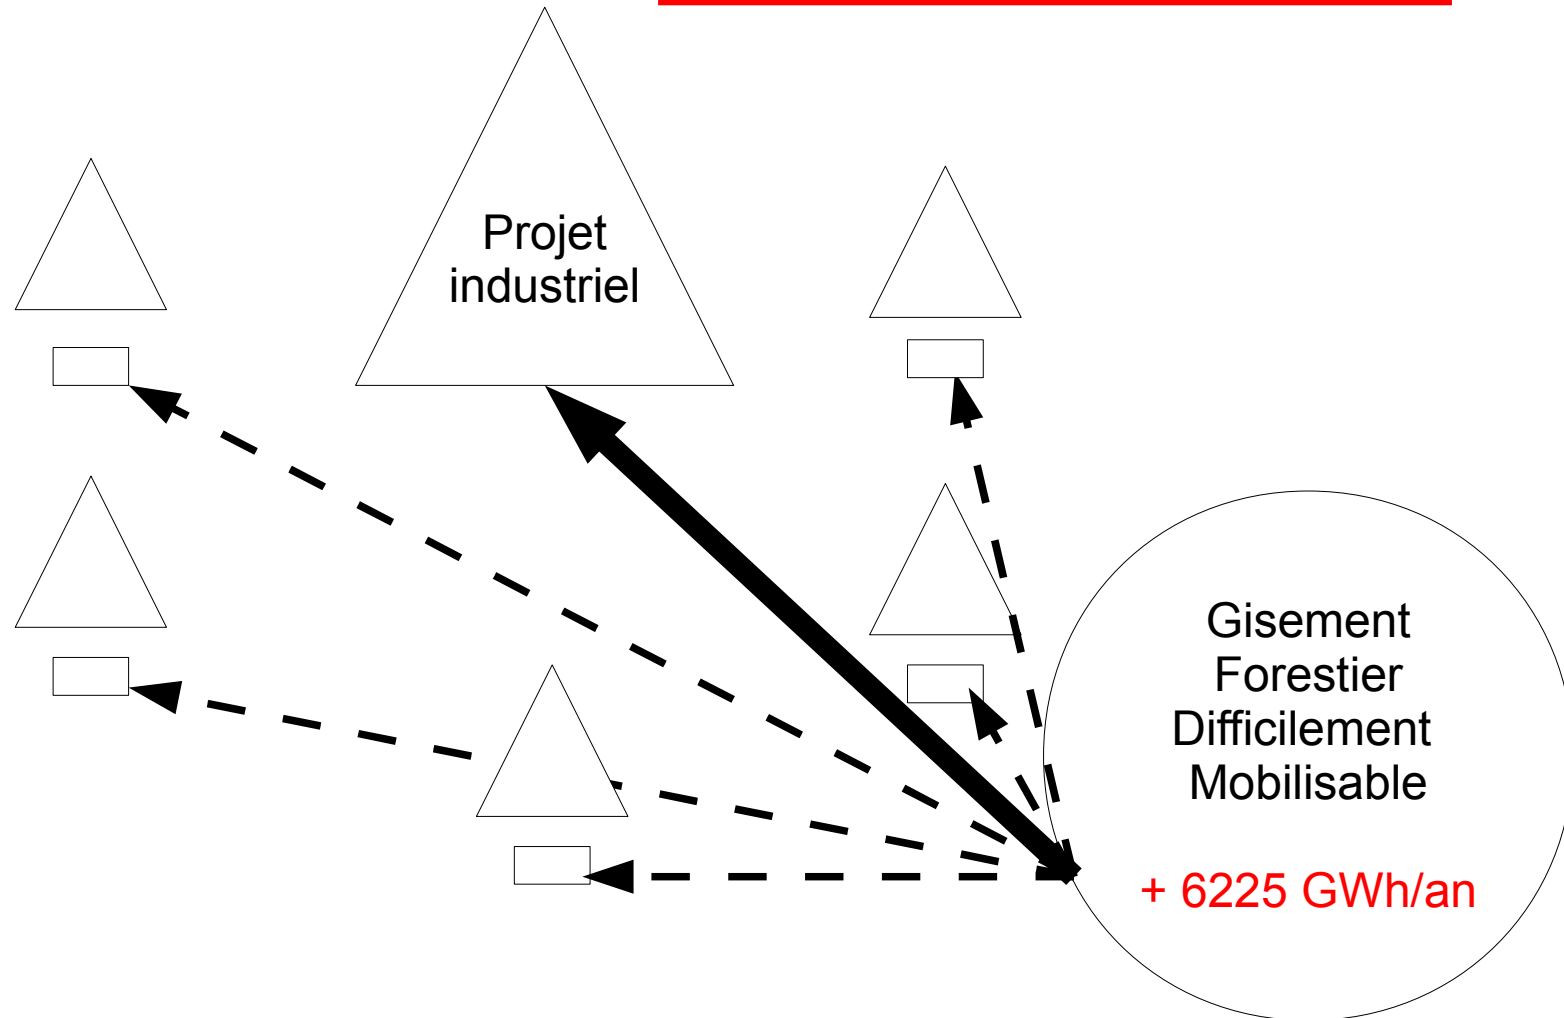 Projet
industriel
Gisement
Forestier
Difficilement
Mobilisable
+ 6225 GWh/an